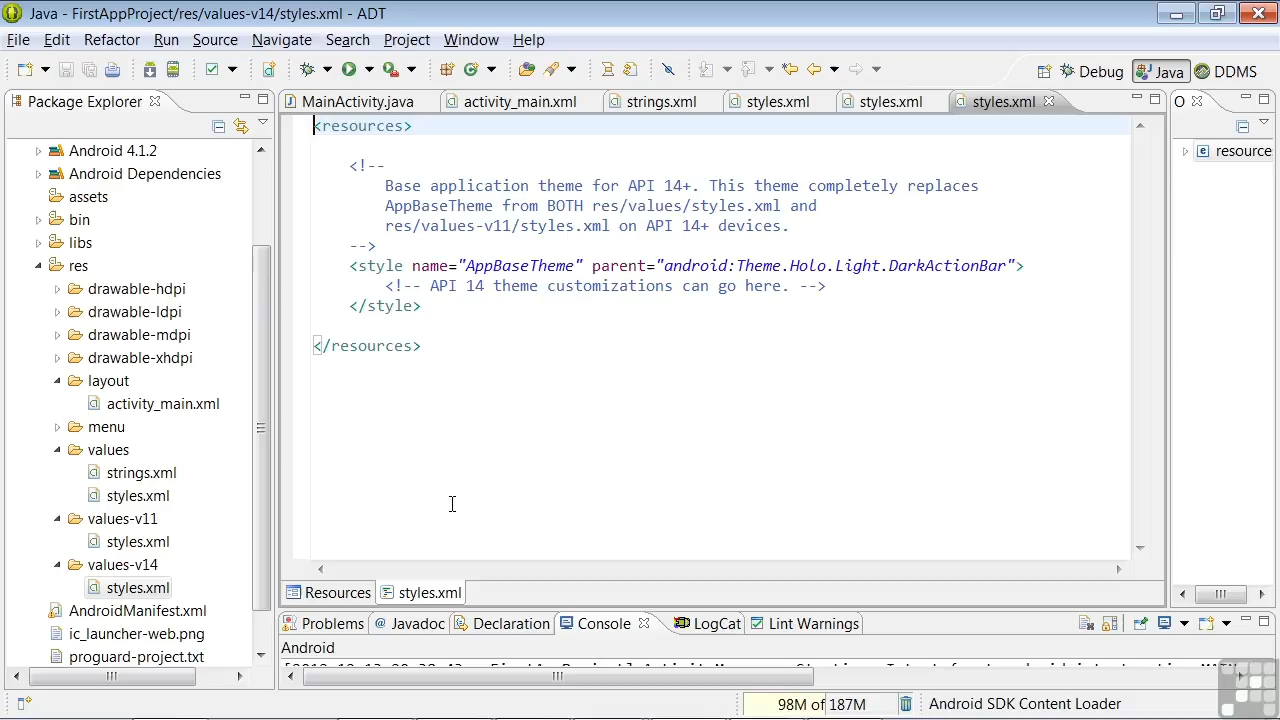 Java - FirstAppProject/res/values-v14/styles.xml - ADT
File Edit Refactor Run Source Navigate Search Project Window Help
Debug Java DDMS
Package Explorer
MainActivity.java activity_main.xml strings.xml styles.xml styles.xml styles.xml
O
Android 4.1.2
Android Dependencies
assets
bin
libs
res
drawable-hdpi
drawable-ldpi
drawable-mdpi
drawable-xhdpi
layout
activity_main.xml
menu
values
strings.xml
styles.xml
values-v11
styles.xml
values-v14
styles.xml
AndroidManifest.xml
ic_launcher-web.png
proguard-project.txt
<resources>
<!--
Base application theme for API 14+. This theme completely replaces
AppBaseTheme from BOTH res/values/styles.xml and
res/values-v11/styles.xml on API 14+ devices.
-->
<style name="AppBaseTheme" parent="android:Theme.Holo.Light.DarkActionBar">
<!-- API 14 theme customizations can go here. -->
</style>
</resources>
resource
Resources styles.xml
Problems @ Javadoc Declaration Console LogCat Lint Warnings
Android
98M of 187M
Android SDK Content Loader